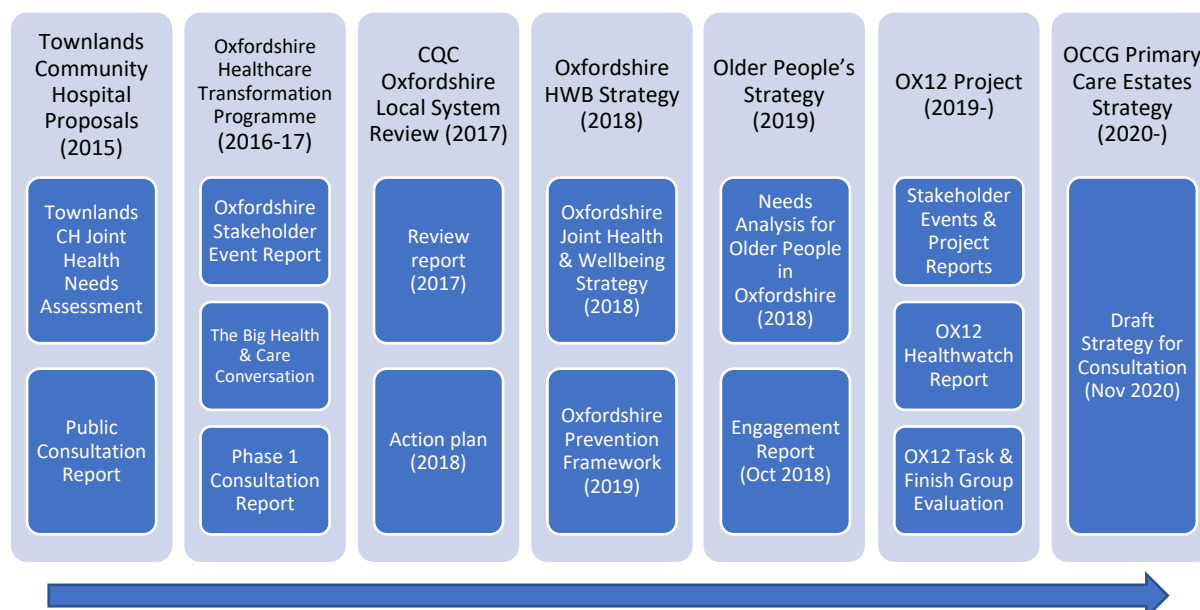 Townlands
Community
Hospital
Proposals
(2015)
Townlands
CH Joint
Health
Needs
Assessment
Public
Consultation
Report
Oxfordshire
Healthcare
Transformation
Programme
(2016-17)
Oxfordshire
Stakeholder
Event Report
The Big Health
& Care
Conversation
Phase 1
Consultation
Report
CQC
Oxfordshire
Local System
Review (2017)
Review
report
(2017)
Action plan
(2018)
Oxfordshire
HWB Strategy
(2018)
Oxfordshire
Joint Health
& Wellbeing
Strategy
(2018)
Oxfordshire
Prevention
Framework
(2019)
Older People’s
Strategy
(2019)
Needs
Analysis for
Older People
in
Oxfordshire
(2018)
Engagement
Report
(Oct 2018)
OX12 Project
(2019-)
Stakeholder
Events &
Project
Reports
OX12
Healthwatch
Report
OX12 Task &
Finish Group
Evaluation
OCCG Primary
Care Estates
Strategy
(2020-)
Draft
Strategy for
Consultation
(Nov 2020)